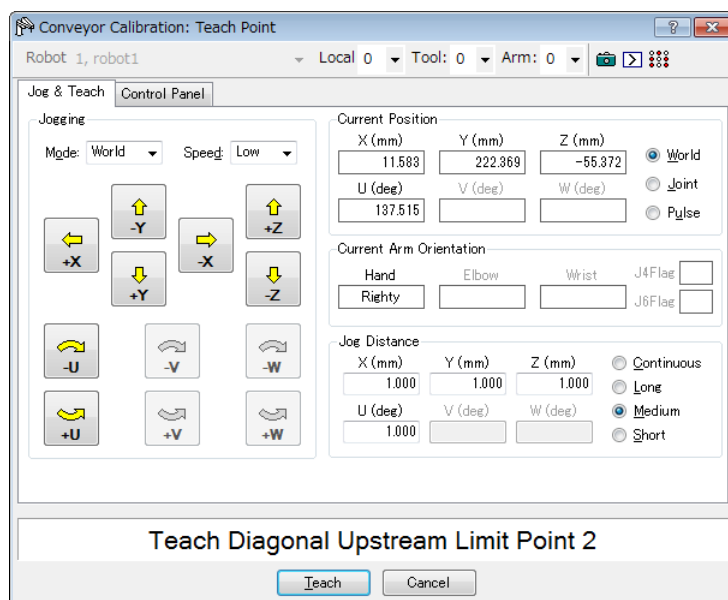 Conveyor Calibration: Teach Point
Robot 1, robot1 Local 0 Tool: 0 Arm: 0
Jog & Teach Control Panel
Jogging
Mode: World Speed: Low
-Y +Z
+X -X
+Y -Z
-U -V -W
+U +V +W
Current Position
X (mm) Y (mm) Z (mm)
11.583 222.369 -55.372
U (deg) V (deg) W (deg)
137.515
World
Joint
Pulse
Current Arm Orientation
Hand Elbow Wrist J4Flag
Righty J6Flag
Jog Distance
X (mm) Y (mm) Z (mm)
1.000 1.000 1.000
U (deg) V (deg) W (deg)
1.000
Continuous
Long
Medium
Short
Teach Diagonal Upstream Limit Point 2
Teach Cancel